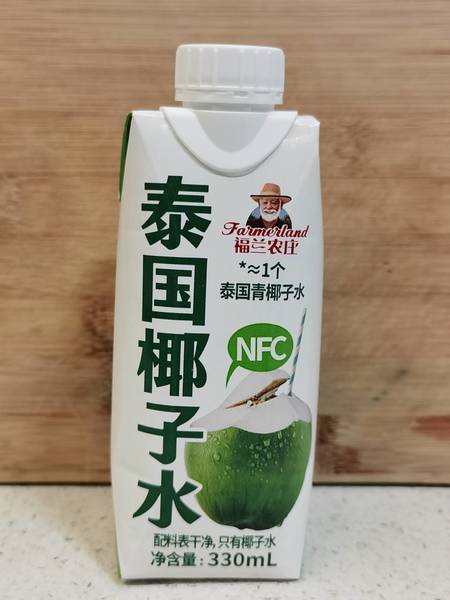 泰国椰子水
Farmerland
福兰农庄
*≈1个
泰国青椰子水
NFC
配料表干净,只有椰子水
净含量:330mL